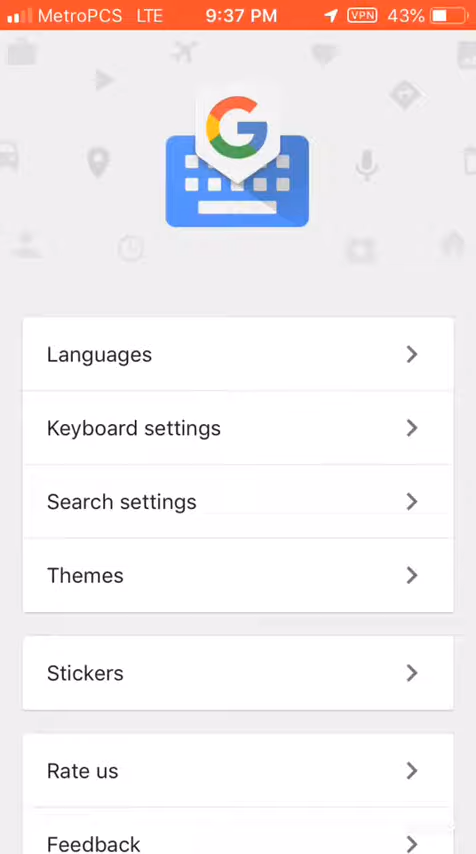 MetroPCS LTE 9:37 PM VPN 43%
G
Languages
Keyboard settings
Search settings
Themes
Stickers
Rate us
Feedback